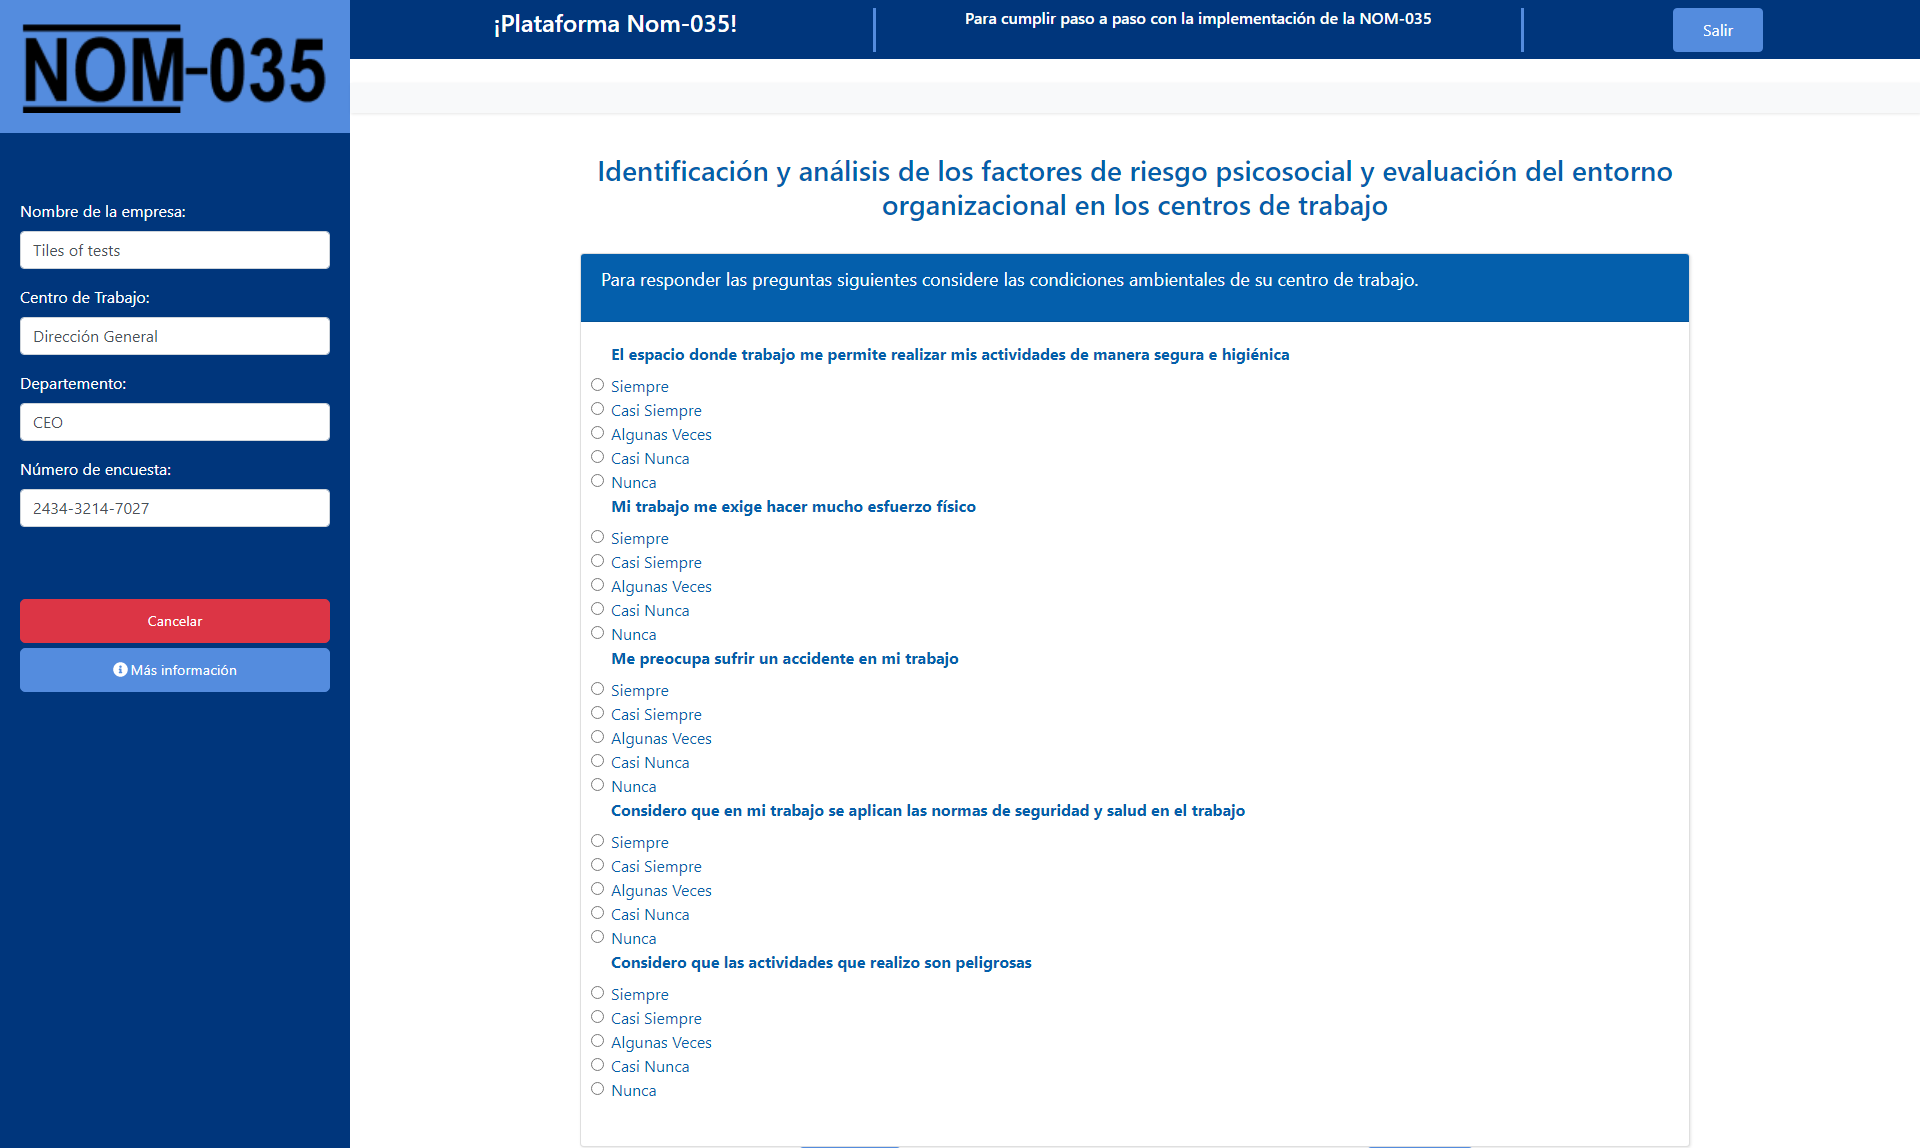 NOM-035
¡Plataforma Nom-035!
Para cumplir paso a paso con la implementación de la NOM-035
Salir
Nombre de la empresa:
Tiles of tests
Centro de Trabajo:
Dirección General
Departemento:
CEO
Número de encuesta:
2434-3214-7027
Cancelar
Más información
Identificación y análisis de los factores de riesgo psicosocial y evaluación del entorno
organizacional en los centros de trabajo
Para responder las preguntas siguientes considere las condiciones ambientales de su centro de trabajo.
El espacio donde trabajo me permite realizar mis actividades de manera segura e higiénica
Siempre
Casi Siempre
Algunas Veces
Casi Nunca
Nunca
Mi trabajo me exige hacer mucho esfuerzo físico
Siempre
Casi Siempre
Algunas Veces
Casi Nunca
Nunca
Me preocupa sufrir un accidente en mi trabajo
Siempre
Casi Siempre
Algunas Veces
Casi Nunca
Nunca
Considero que en mi trabajo se aplican las normas de seguridad y salud en el trabajo
Siempre
Casi Siempre
Algunas Veces
Casi Nunca
Nunca
Considero que las actividades que realizo son peligrosas
Siempre
Casi Siempre
Algunas Veces
Casi Nunca
Nunca